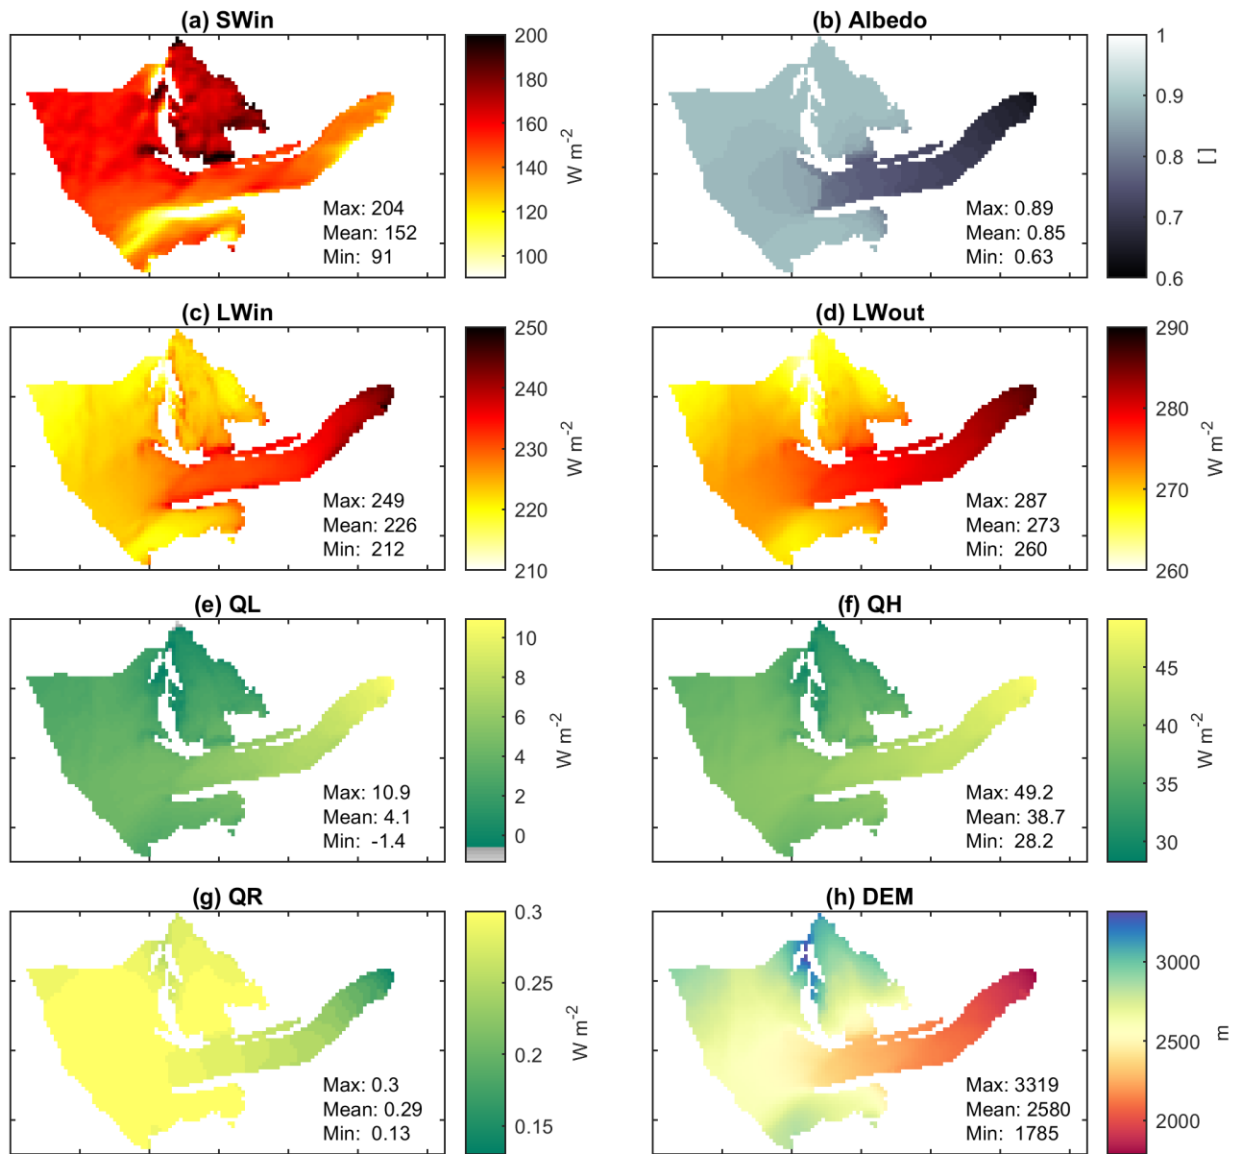 (a) SWin
200
180
160
140
120
100
W m⁻²
Max: 204
Mean: 152
Min: 91
(b) Albedo
1
0.9
0.8
0.7
0.6
[ ]
Max: 0.89
Mean: 0.85
Min: 0.63
(c) LWin
250
240
230
220
210
W m⁻²
Max: 249
Mean: 226
Min: 212
(d) LWout
290
280
270
260
W m⁻²
Max: 287
Mean: 273
Min: 260
(e) QL
10
8
6
4
2
0
W m⁻²
Max: 10.9
Mean: 4.1
Min: -1.4
(f) QH
45
40
35
30
W m⁻²
Max: 49.2
Mean: 38.7
Min: 28.2
(g) QR
0.3
0.25
0.2
0.15
W m⁻²
Max: 0.3
Mean: 0.29
Min: 0.13
(h) DEM
3000
2500
2000
m
Max: 3319
Mean: 2580
Min: 1785